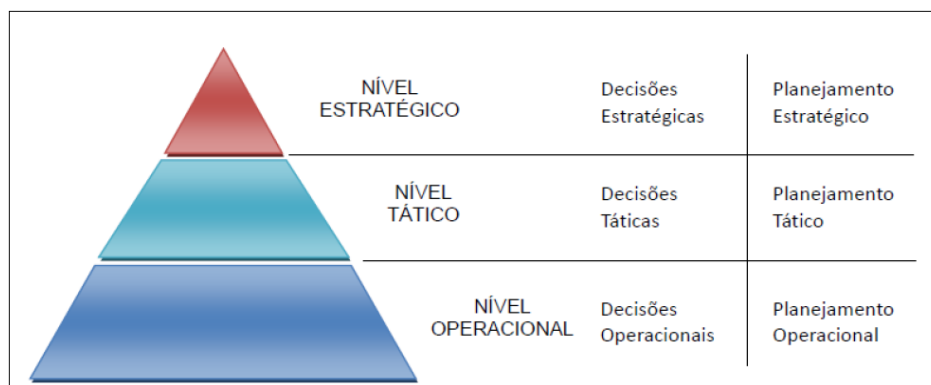 NÍVEL
ESTRATÉGICO
Decisões
Estratégicas
Planejamento
Estratégico
NÍVEL
TÁTICO
Decisões
Táticas
Planejamento
Tático
NÍVEL
OPERACIONAL
Decisões
Operacionais
Planejamento
Operacional